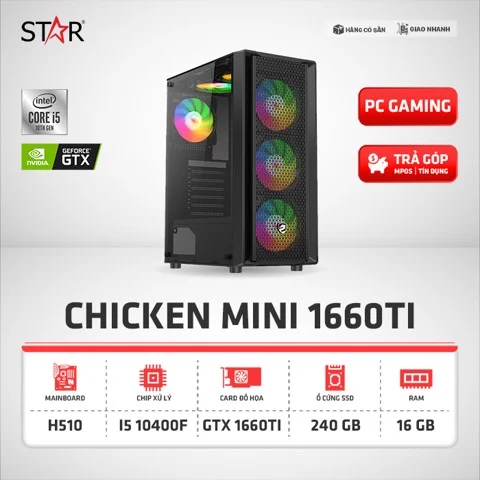 STAR
HÀNG CÓ SẴN
GIAO NHANH
intel
CORE i5
10TH GEN
NVIDIA.
GEFORCE
GTX
PC GAMING
TRẢ GÓP
MPOS | TÍN DỤNG
CHICKEN MINI 1660TI
MAINBOARD
CHIP XỬ LÝ
CARD ĐỒ HỌA
Ổ CỨNG SSD
RAM
H510
I5 10400F
GTX 1660TI
240 GB
16 GB